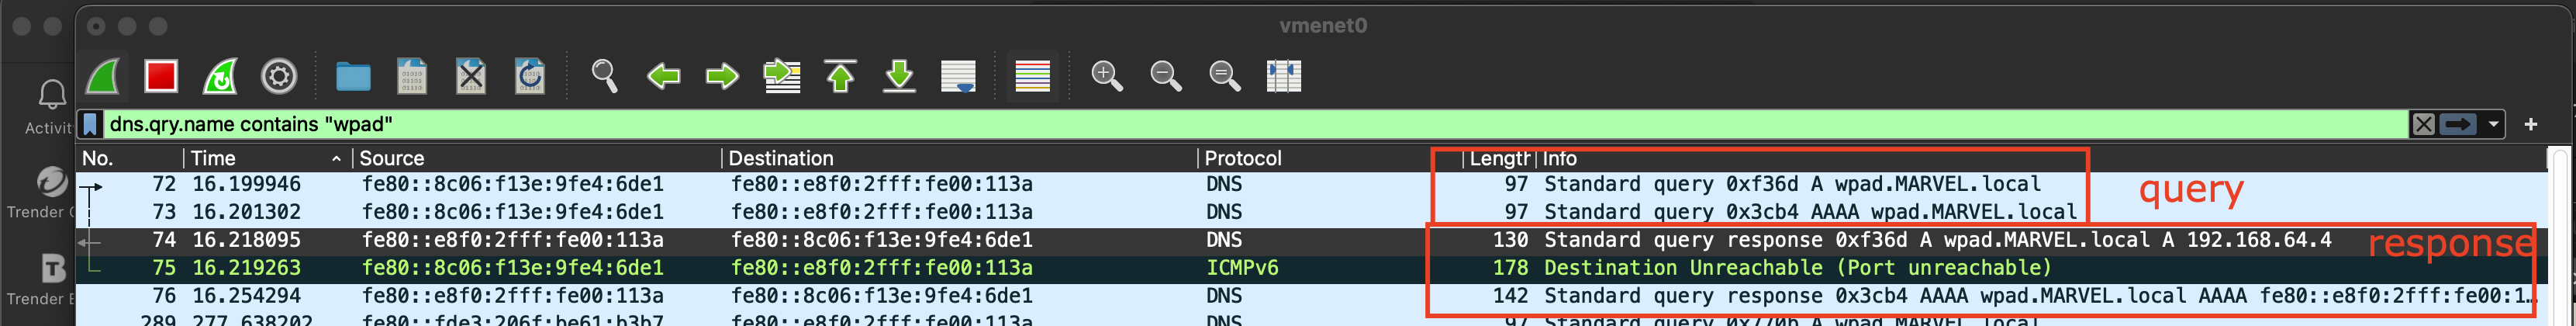 vmenet0
Activit
dns.qry.name contains "wpad"
No. Time Source Destination Protocol Length Info
72 16.199946 fe80::8c06:f13e:9fe4:6de1 fe80::e8f0:2fff:fe00:113a DNS 97 Standard query 0xf36d A wpad.MARVEL.local
query
73 16.201302 fe80::8c06:f13e:9fe4:6de1 fe80::e8f0:2fff:fe00:113a DNS 97 Standard query 0x3cb4 AAAA wpad.MARVEL.local
Trender
74 16.218095 fe80::e8f0:2fff:fe00:113a fe80::8c06:f13e:9fe4:6de1 DNS 130 Standard query response 0xf36d A wpad.MARVEL.local A 192.168.64.4
response
75 16.219263 fe80::8c06:f13e:9fe4:6de1 fe80::e8f0:2fff:fe00:113a ICMPv6 178 Destination Unreachable (Port unreachable)
76 16.254294 fe80::e8f0:2fff:fe00:113a fe80::8c06:f13e:9fe4:6de1 DNS 142 Standard query response 0x3cb4 AAAA wpad.MARVEL.local AAAA fe80::e8f0:2fff:fe00:1…
Trender
289 277.638202 fe80::fde3:206f:be61:b3b7 fe80::e8f0:2fff:fe00:113a DNS 97 Standard query 0x770b A wpad.MARVEL.local